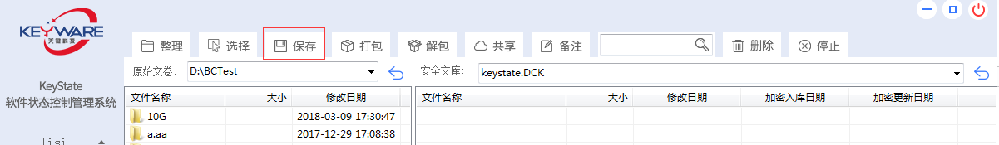 KEYWARE
关键科技
整理 选择 保存 打包 解包 共享 备注 删除 停止
原始文卷: D:\BCTest 安全文库: keystate.DCK
KeyState
软件状态控制管理系统
文件名称 大小 修改日期 文件名称 大小 修改日期 加密入库日期 加密更新日期
10G 2018-03-09 17:30:47
a.aa 2017-12-29 17:08:38
lisi